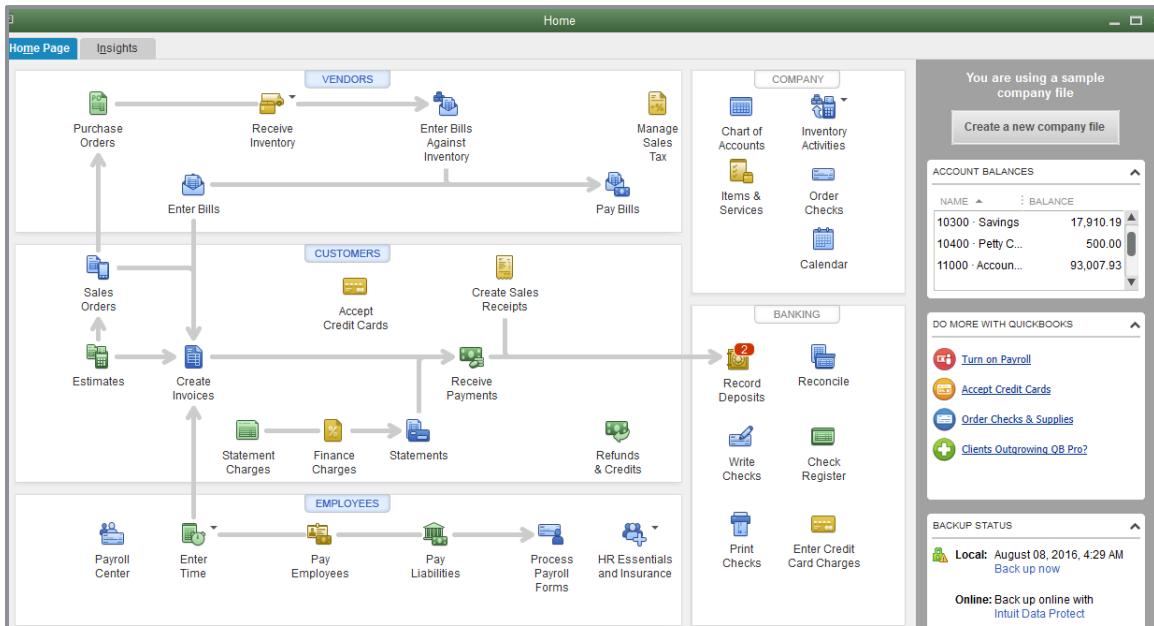 Home
Home Page
Insights
VENDORS
Purchase
Orders
Receive
Inventory
Enter Bills
Against
Inventory
Manage
Sales
Tax
Enter Bills
Pay Bills
CUSTOMERS
Sales
Orders
Accept
Credit Cards
Create Sales
Receipts
Estimates
Create
Invoices
Receive
Payments
Statement
Charges
Finance
Charges
Statements
Refunds
& Credits
EMPLOYEES
Payroll
Center
Enter
Time
Pay
Employees
Pay
Liabilities
Process
Payroll
Forms
HR Essentials
and Insurance
COMPANY
Chart of
Accounts
Inventory
Activities
Items &
Services
Order
Checks
Calendar
BANKING
2
Record
Deposits
Reconcile
Write
Checks
Check
Register
Print
Checks
Enter Credit
Card Charges
You are using a sample
company file
Create a new company file
ACCOUNT BALANCES
NAME BALANCE
10300 · Savings 17,910.19
10400 · Petty C... 500.00
11000 · Accoun... 93,007.93
DO MORE WITH QUICKBOOKS
Turn on Payroll
Accept Credit Cards
Order Checks & Supplies
Clients Outgrowing QB Pro?
BACKUP STATUS
Local: August 08, 2016, 4:29 AM
Back up now
Online: Back up online with
Intuit Data Protect